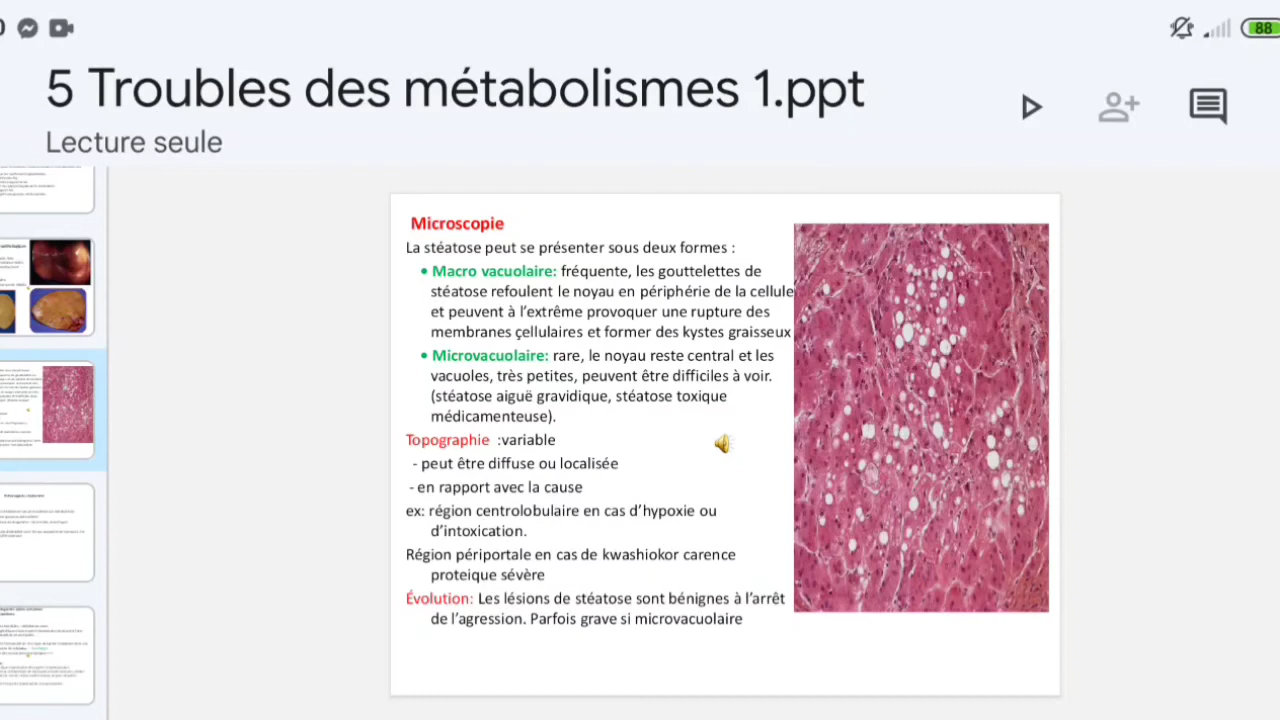 88
5 Troubles des métabolismes 1.ppt
Lecture seule
Microscopie
La stéatose peut se présenter sous deux formes :
• Macro vacuolaire: fréquente, les gouttelettes de
stéatose refoulent le noyau en périphérie de la cellule
et peuvent à l'extrême provoquer une rupture des
membranes çellulaires et former des kystes graisseux
• Microvacuolaire: rare, le noyau reste central et les
vacuoles, très petites, peuvent être difficiles à voir.
(stéatose aiguë gravidique, stéatose toxique
médicamenteuse).
Topographie :variable
- peut être diffuse ou localisée
- en rapport avec la cause
ex: région centrolobulaire en cas d'hypoxie ou
d'intoxication.
Région périportale en cas de kwashiokor carence
proteique sévère
Évolution: Les lésions de stéatose sont bénignes à l'arrêt
de l'agression. Parfois grave si microvacuolaire